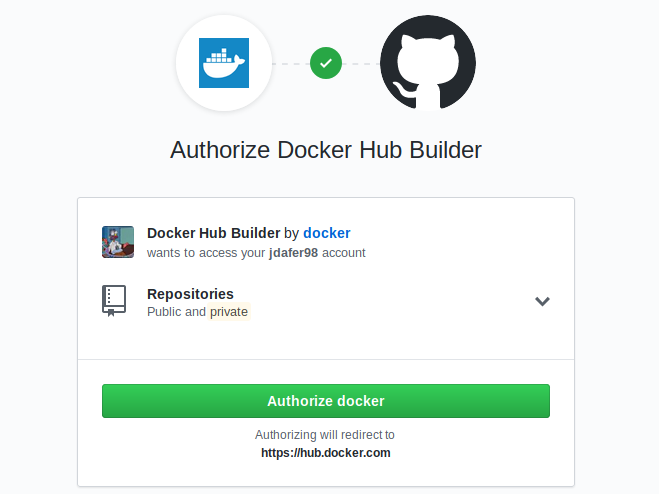 Authorize Docker Hub Builder
Docker Hub Builder by docker
wants to access your jdafer98 account
Repositories
Public and private
Authorize docker
Authorizing will redirect to
https://hub.docker.com